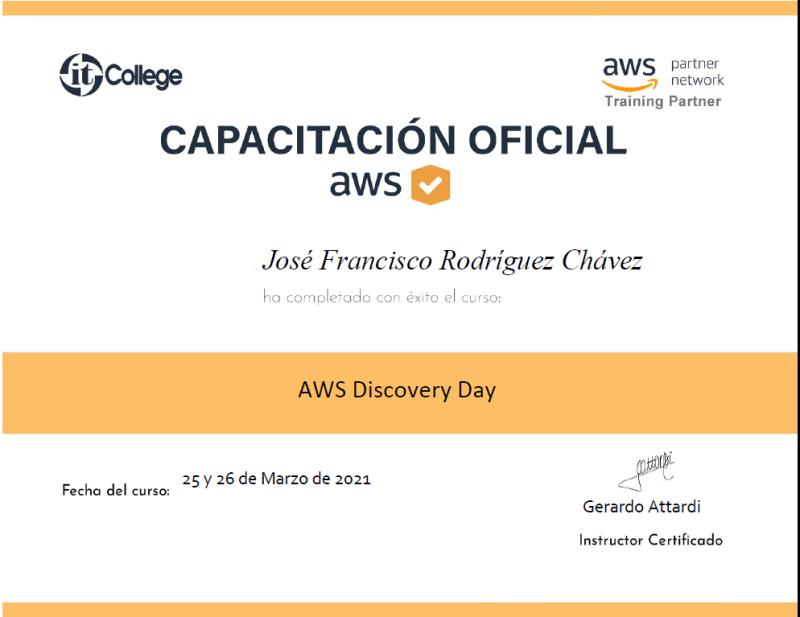 it College
aws partner network
Training Partner
CAPACITACIÓN OFICIAL
aws
José Francisco Rodríguez Chávez
ha completado con éxito el curso:
AWS Discovery Day
Fecha del curso: 25 y 26 de Marzo de 2021
Gerardo Attardi
Instructor Certificado